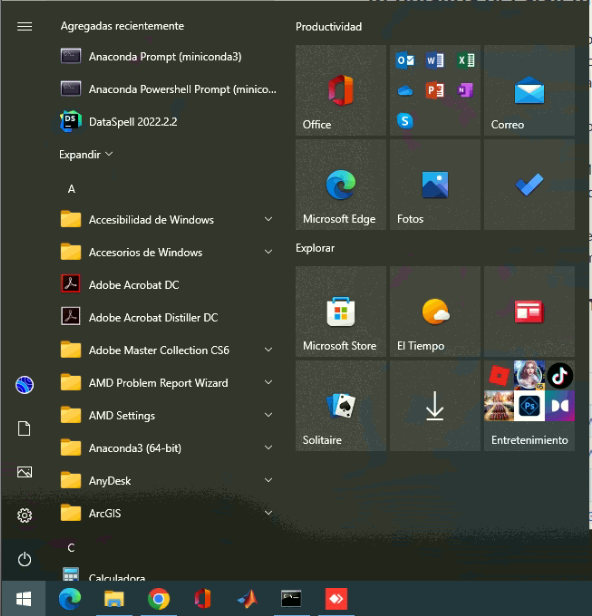 Agregadas recientemente
Anaconda Prompt (miniconda3)
Anaconda Powershell Prompt (minico...
DS
DataSpell 2022.2.2
Expandir
A
Accesibilidad de Windows
Accesorios de Windows
Adobe Acrobat DC
Adobe Acrobat Distiller DC
Adobe Master Collection CS6
AMD Problem Report Wizard
AMD Settings
Anaconda3 (64-bit)
AnyDesk
ArcGIS
C
Calculadora
Productividad
Office
Correo
Microsoft Edge
Fotos
Explorar
Microsoft Store
El Tiempo
Solitaire
Ps
Entretenimiento